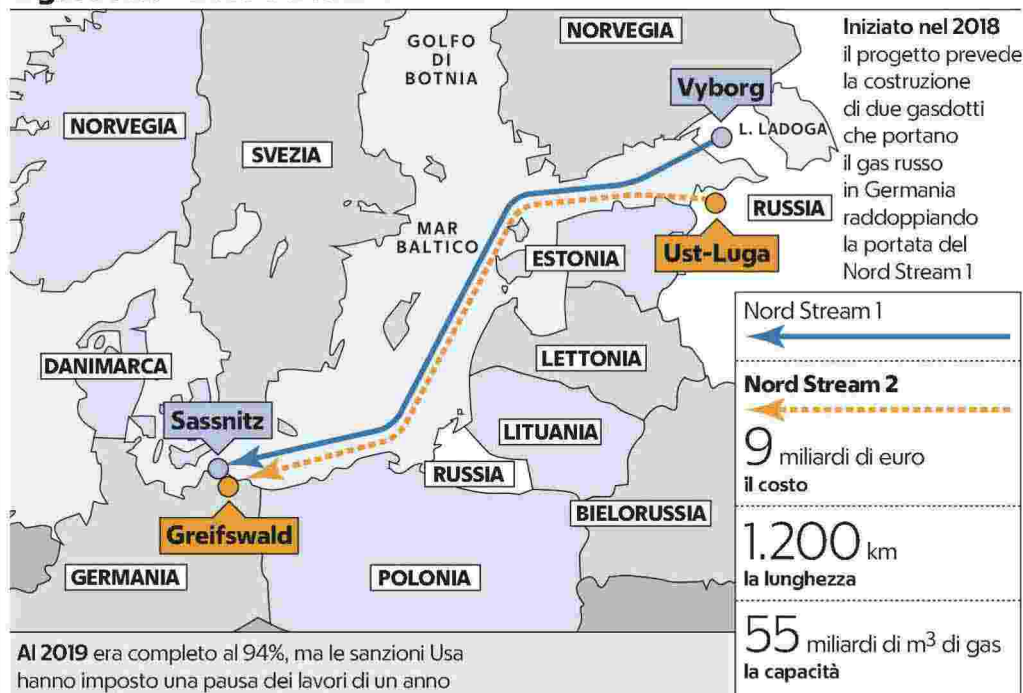 NORVEGIA
GOLFO
DI
BOTNIA
NORVEGIA
SVEZIA
Vyborg
L. LADOGA
MAR
BALTICO
ESTONIA
Ust-Luga
RUSSIA
DANIMARCA
LETTONIA
Sassnitz
LITUANIA
RUSSIA
Greifswald
BIELORUSSIA
GERMANIA
POLONIA
Iniziato nel 2018
il progetto prevede
la costruzione
di due gasdotti
che portano
il gas russo
in Germania
raddoppiando
la portata del
Nord Stream 1
Nord Stream 1
Nord Stream 2
9 miliardi di euro
il costo
1.200 km
la lunghezza
55 miliardi di m³ di gas
la capacità
Al 2019 era completo al 94%, ma le sanzioni Usa
hanno imposto una pausa dei lavori di un anno